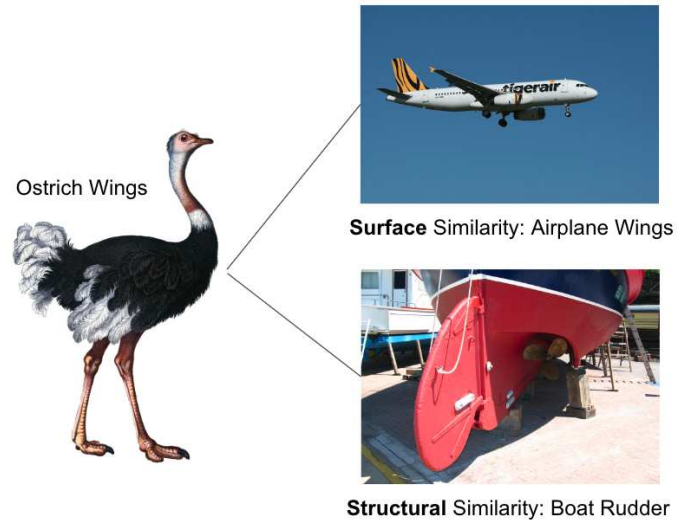 Ostrich Wings
tigerair
Surface Similarity: Airplane Wings
Structural Similarity: Boat Rudder